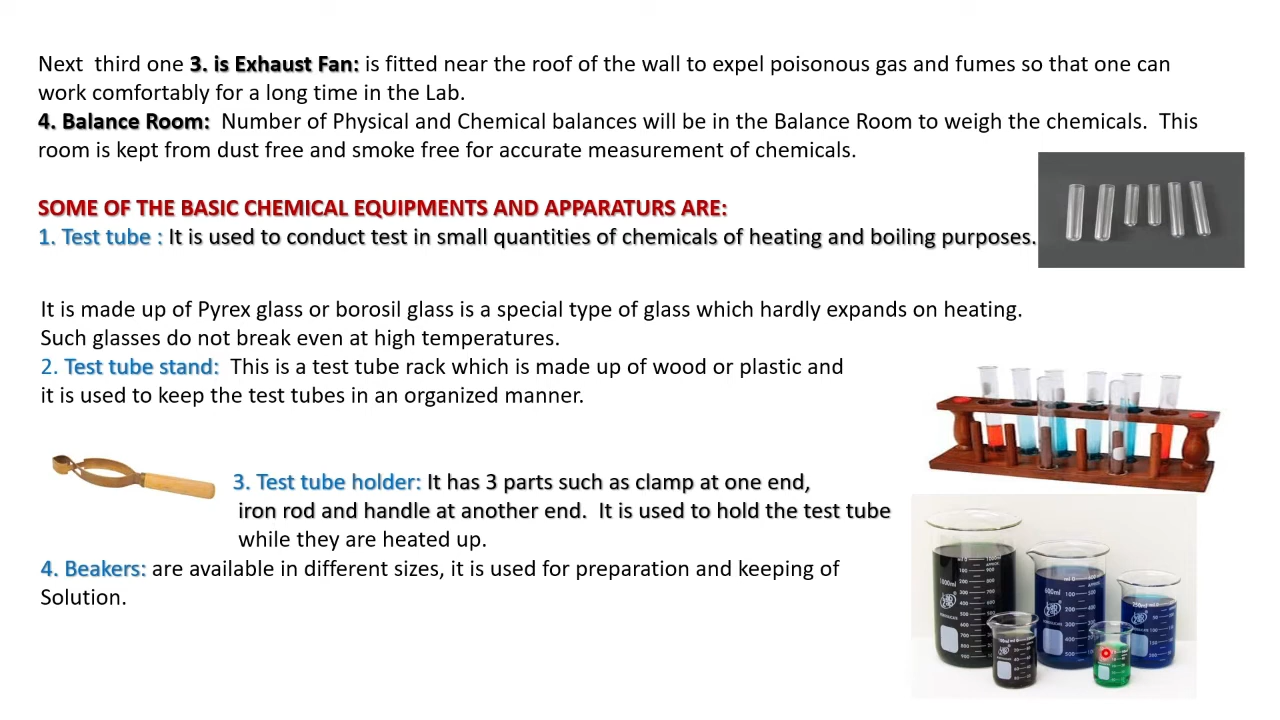 Next third one 3. is Exhaust Fan: is fitted near the roof of the wall to expel poisonous gas and fumes so that one can
work comfortably for a long time in the Lab.
4. Balance Room: Number of Physical and Chemical balances will be in the Balance Room to weigh the chemicals. This
room is kept from dust free and smoke free for accurate measurement of chemicals.
SOME OF THE BASIC CHEMICAL EQUIPMENTS AND APPARATURS ARE:
1. Test tube : It is used to conduct test in small quantities of chemicals of heating and boiling purposes.
It is made up of Pyrex glass or borosil glass is a special type of glass which hardly expands on heating.
Such glasses do not break even at high temperatures.
2. Test tube stand: This is a test tube rack which is made up of wood or plastic and
it is used to keep the test tubes in an organized manner.
3. Test tube holder: It has 3 parts such as clamp at one end,
iron rod and handle at another end. It is used to hold the test tube
while they are heated up.
4. Beakers: are available in different sizes, it is used for preparation and keeping of
Solution.
1000ml
600ml